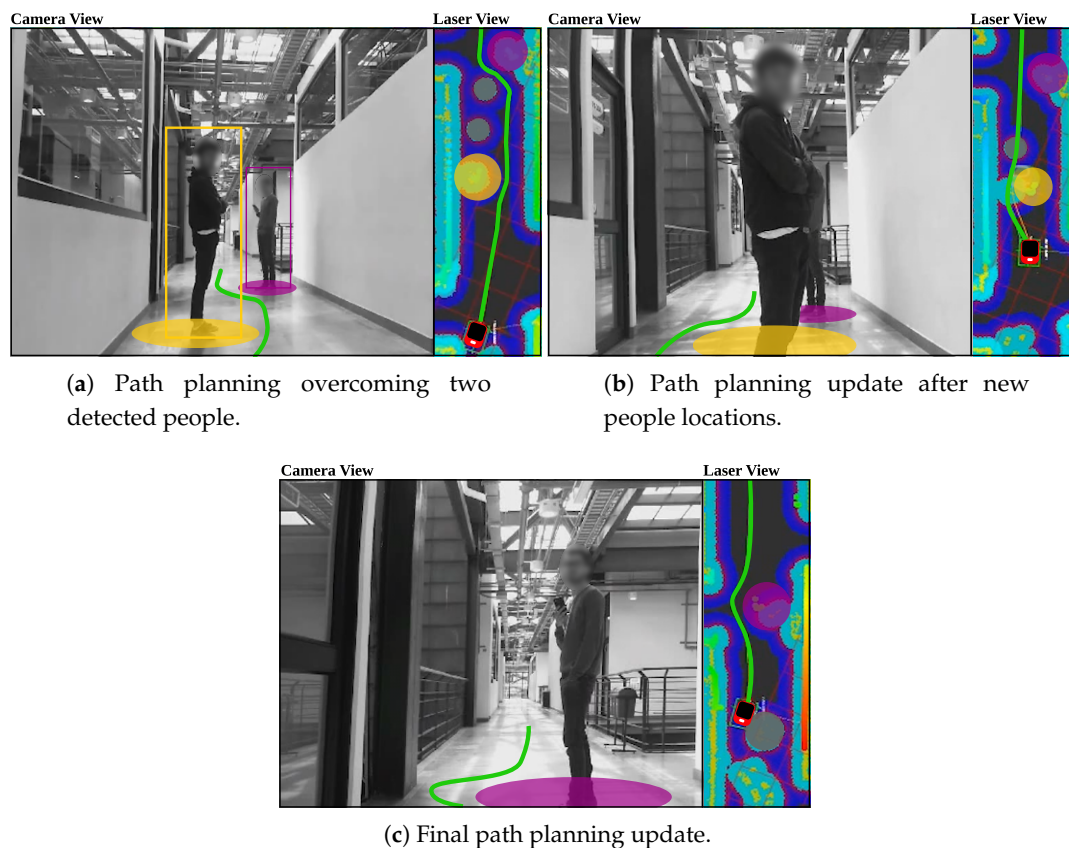 Camera View
Laser View
Camera View
Laser View
(a) Path planning overcoming two
detected people.
(b) Path planning update after new
people locations.
Camera View
Laser View
(c) Final path planning update.